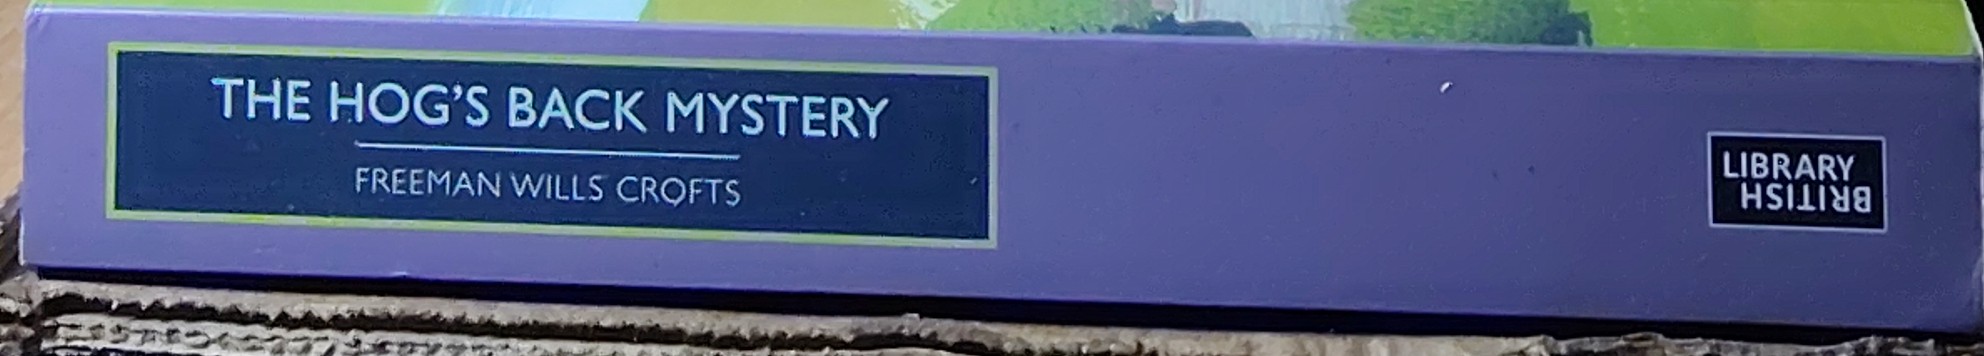 THE HOG'S BACK MYSTERY
FREEMAN WILLS CROFTS
LIBRARY
BRITISH